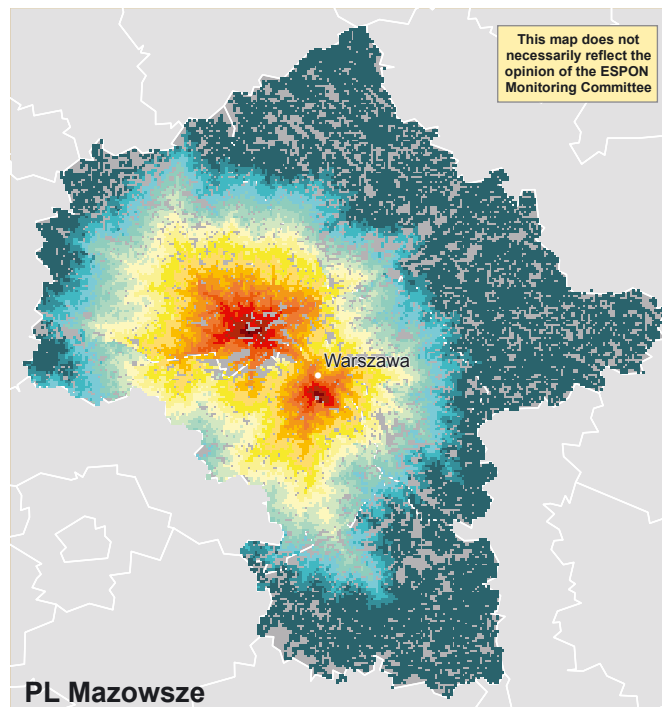 This map does not
necessarily reflect the
opinion of the ESPON
Monitoring Committee
Warszawa
PL Mazowsze